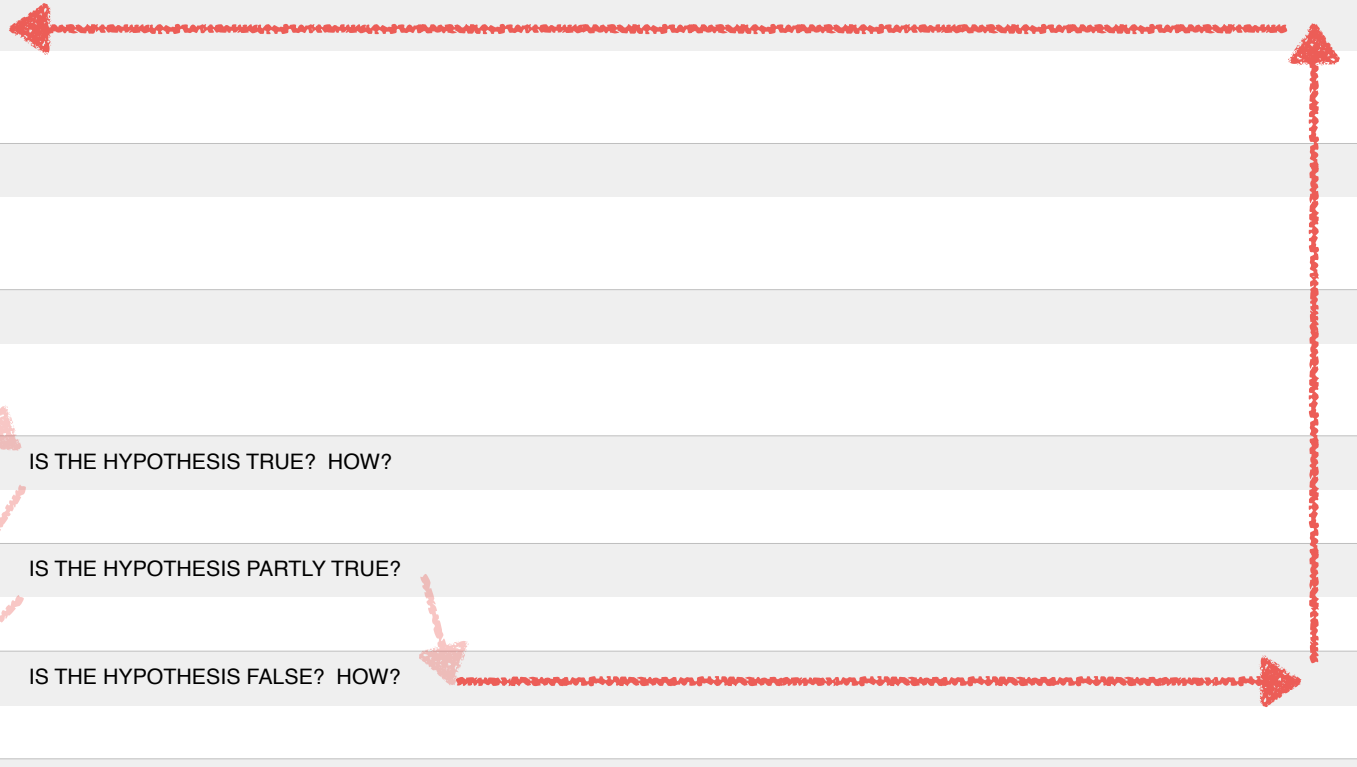 IS THE HYPOTHESIS TRUE?  HOW?
IS THE HYPOTHESIS PARTLY TRUE?
IS THE HYPOTHESIS FALSE?  HOW?